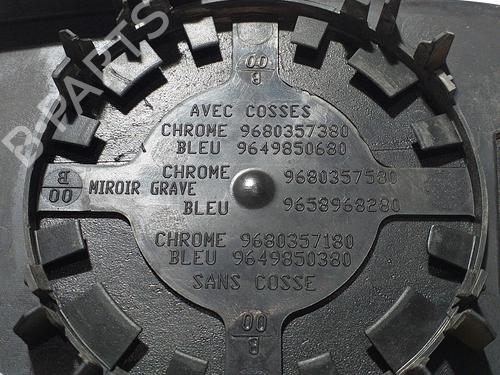 B-PARTS
00
B
AVEC COSSES
CHROME 9680357380
BLEU 9649850680
CHROME 9680357580
MIROIR GRAVE
BLEU 9658968280
CHROME 9680357180
BLEU 9649850380
SANS COSSE
B
00
00
B